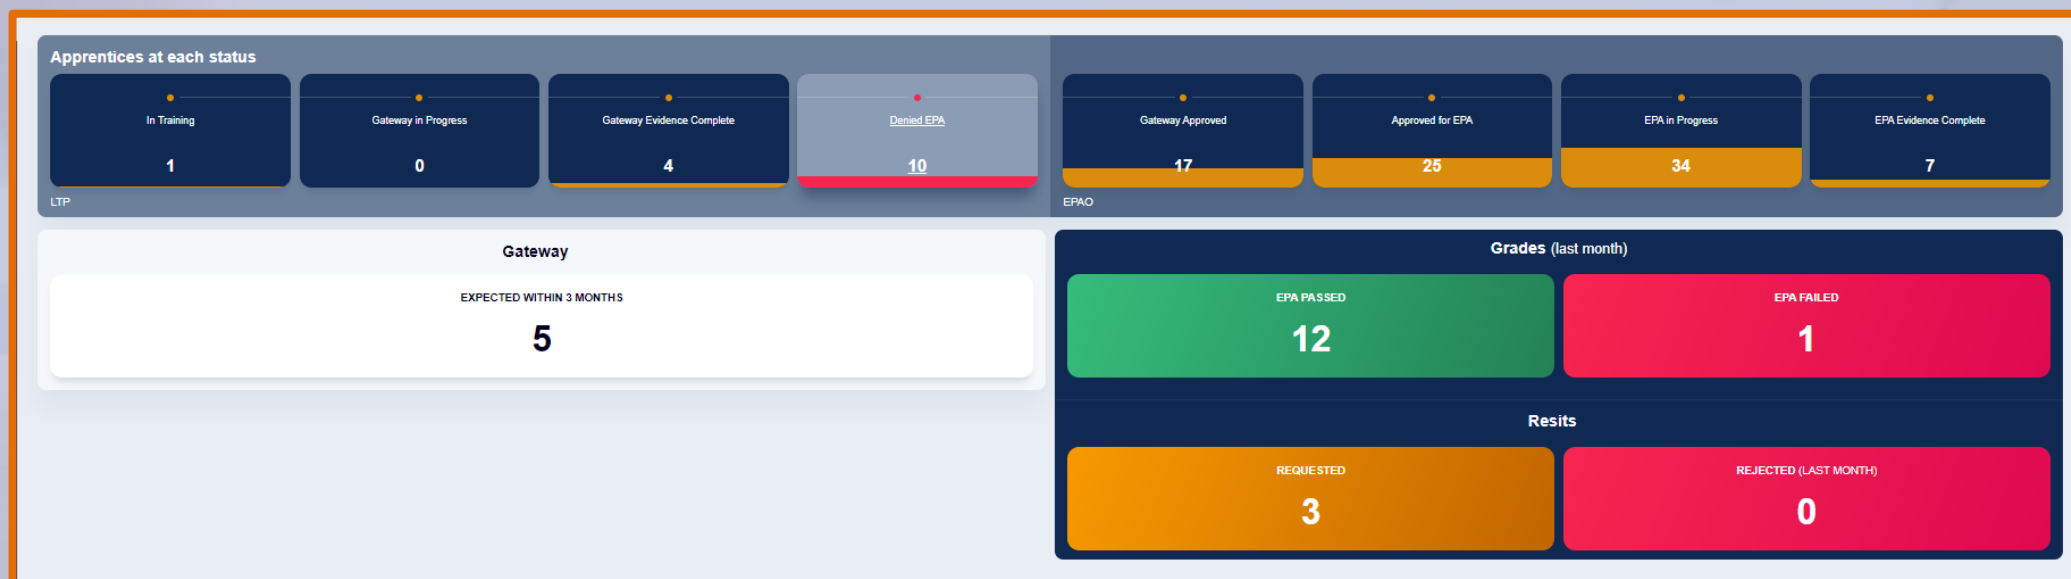 Apprentices at each status
In Training
1
Gateway in Progress
0
Gateway Evidence Complete
4
Denied EPA
10
LTP
Gateway Approved
17
Approved for EPA
25
EPA in Progress
34
EPA Evidence Complete
7
EPAO
Gateway
EXPECTED WITHIN 3 MONTHS
5
Grades (last month)
EPA PASSED
12
EPA FAILED
1
Resits
REQUESTED
3
REJECTED (LAST MONTH)
0